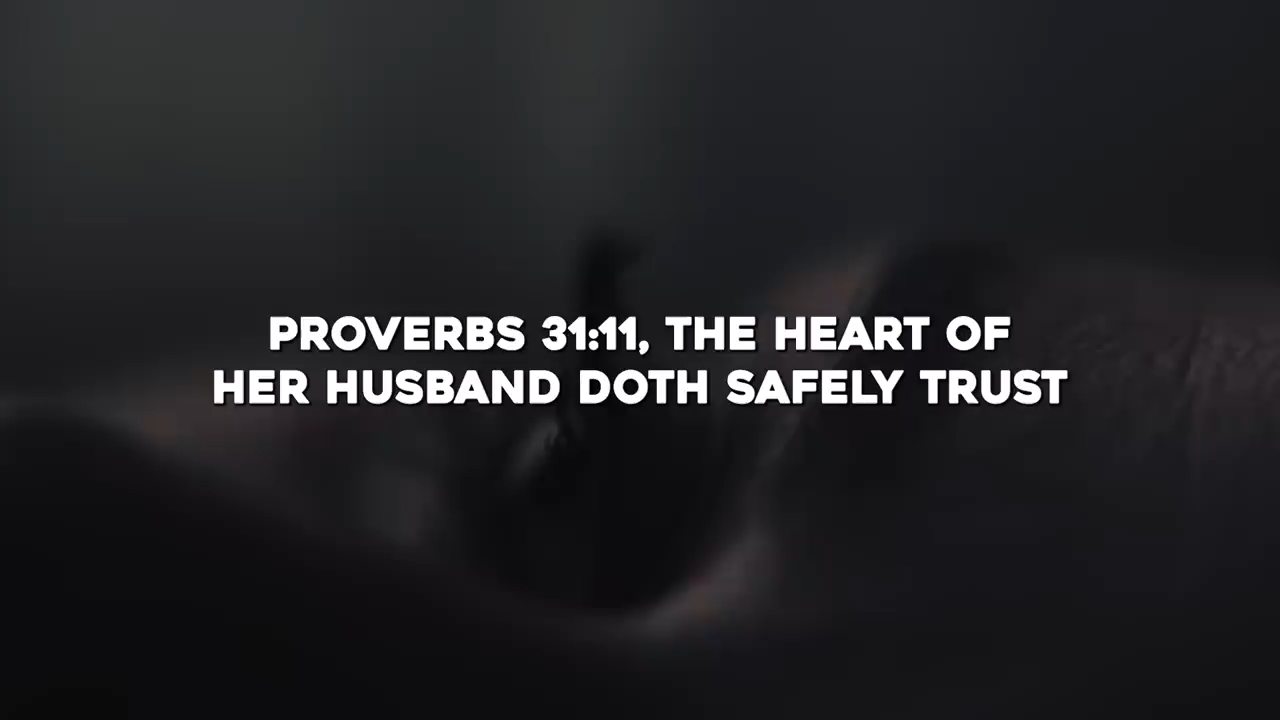 PROVERBS 31:11, THE HEART OF
HER HUSBAND DOTH SAFELY TRUST